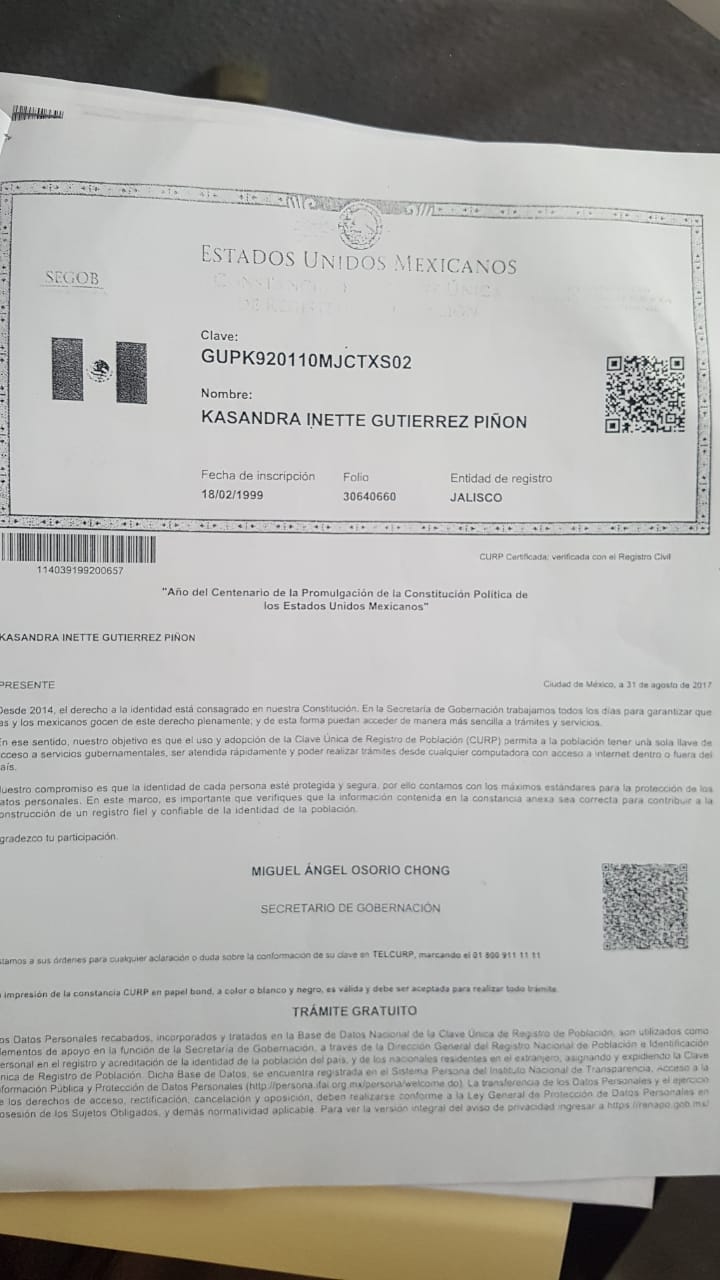 ESTADOS UNIDOS MEXICANOS
SEGOB
Clave:
GUPK920110MJCTXS02
Nombre:
KASANDRA INETTE GUTIERREZ PIÑON
Fecha de inscripción Folio Entidad de registro
18/02/1999 30640660 JALISCO
114039199200657
CURP Certificada: verificada con el Registro Civil
"Año del Centenario de la Promulgación de la Constitución Política de
los Estados Unidos Mexicanos"
KASANDRA INETTE GUTIERREZ PIÑON
PRESENTE
Ciudad de México, a 31 de agosto de 2017
Desde 2014, el derecho a la identidad está consagrado en nuestra Constitución. En la Secretaría de Gobernación trabajamos todos los días para garantizar que
as y los mexicanos gocen de este derecho plenamente; y de esta forma puedan acceder de manera más sencilla a trámites y servicios.
En ese sentido, nuestro objetivo es que el uso y adopción de la Clave Única de Registro de Población (CURP) permita a la población tener una sola llave de
cceso a servicios gubernamentales, ser atendida rápidamente y poder realizar trámites desde cualquier computadora con acceso a internet dentro o fuera del
aís.
uestro compromiso es que la identidad de cada persona esté protegida y segura, por ello contamos con los máximos estándares para la protección de los
atos personales. En este marco, es importante que verifiques que la información contenida en la constancia anexa sea correcta para contribuir a la
onstrucción de un registro fiel y confiable de la identidad de la población.
gradezco tu participación.
MIGUEL ÁNGEL OSORIO CHONG
SECRETARIO DE GOBERNACIÓN
stamos a sus órdenes para cualquier aclaración o duda sobre la conformación de su clave en TELCURP, marcando el 01 800 911 11 11
a impresión de la constancia CURP en papel bond, a color o blanco y negro, es válida y debe ser aceptada para realizar todo trámite.
TRÁMITE GRATUITO
os Datos Personales recabados, incorporados y tratados en la Base de Datos Nacional de la Clave Única de Registro de Población, son utilizados como
lementos de apoyo en la función de la Secretaría de Gobernación, a través de la Dirección General del Registro Nacional de Población e Identificación
ersonal en el registro y acreditación de la identidad de la población del país, y de los nacionales residentes en el extranjero, asignando y expidiendo la Clave
nica de Registro de Población. Dicha Base de Datos, se encuentra registrada en el Sistema Persona del Instituto Nacional de Transparencia, Acceso a la
nformación Pública y Protección de Datos Personales (http://persona.ifai.org.mx/persona/welcome.do). La transferencia de los Datos Personales y el ejercicio
e los derechos de acceso, rectificación, cancelación y oposición, deben realizarse conforme a la Ley General de Protección de Datos Personales en
osesión de los Sujetos Obligados, y demás normatividad aplicable. Para ver la versión integral del aviso de privacidad ingresar a https://renapo.gob.mx/